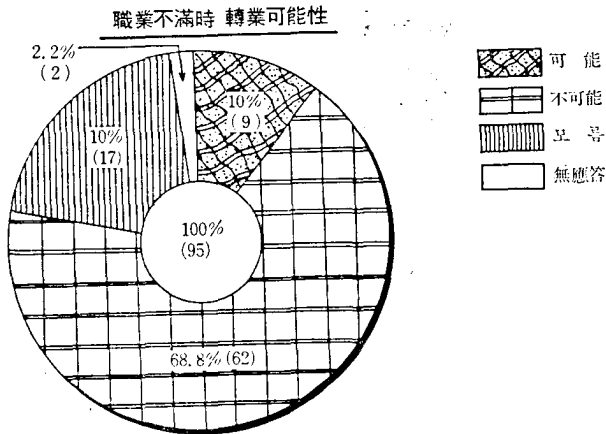 職業不滿時 轉業可能性
2.2%
(2)
10%
(9)
10%
(17)
100%
(95)
68.8%(62)
可能
不可能
모름
無應答